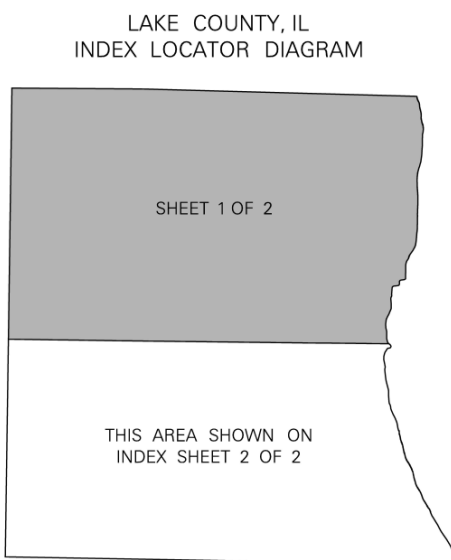 LAKE COUNTY, IL
INDEX LOCATOR DIAGRAM
SHEET 1 OF 2
THIS AREA SHOWN ON
INDEX SHEET 2 OF 2